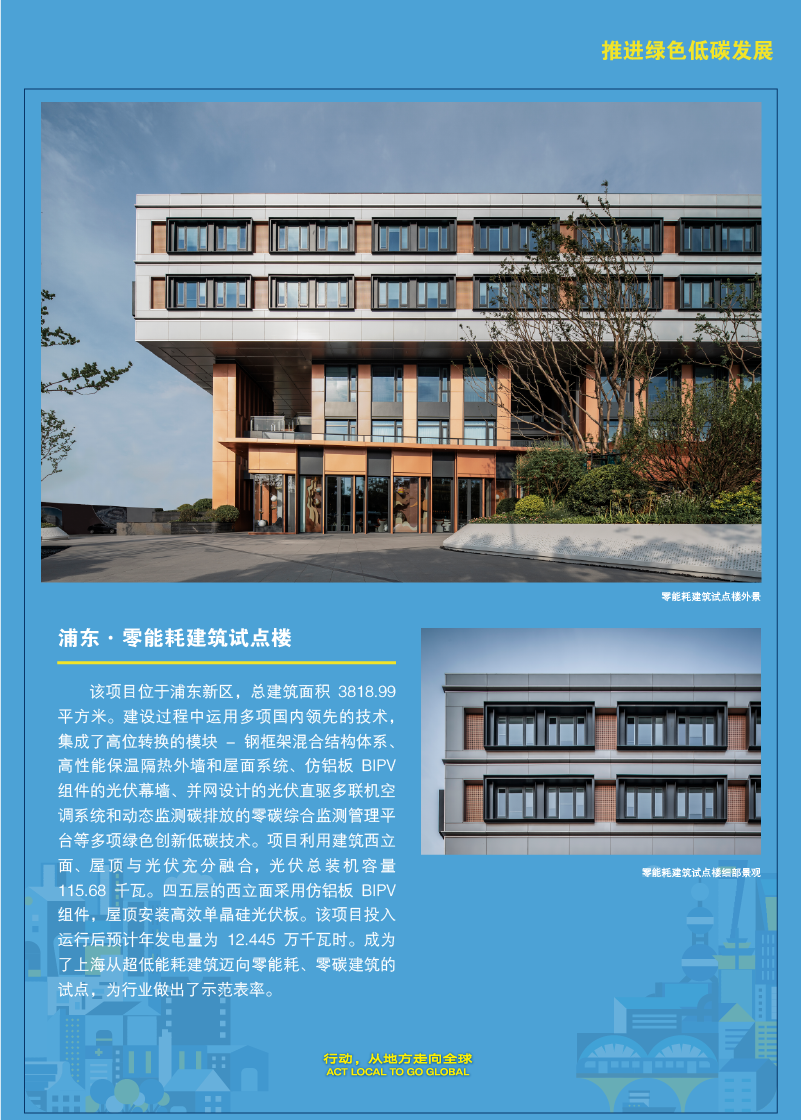 推进绿色低碳发展
零能耗建筑试点楼外景
浦东·零能耗建筑试点楼
该项目位于浦东新区，总建筑面积 3818.99
平方米。建设过程中运用多项国内领先的技术，
集成了高位转换的模块 – 钢框架混合结构体系、
高性能保温隔热外墙和屋面系统、仿铝板 BIPV
组件的光伏幕墙、并网设计的光伏直驱多联机空
调系统和动态监测碳排放的零碳综合监测管理平
台等多项绿色创新低碳技术。项目利用建筑西立
面、屋顶与光伏充分融合，光伏总装机容量
115.68 千瓦。四五层的西立面采用仿铝板 BIPV
组件，屋顶安装高效单晶硅光伏板。该项目投入
运行后预计年发电量为 12.445 万千瓦时。成为
了上海从超低能耗建筑迈向零能耗、零碳建筑的
试点，为行业做出了示范表率。
零能耗建筑试点楼细部景观
行动，从地方走向全球
ACT LOCAL TO GO GLOBAL